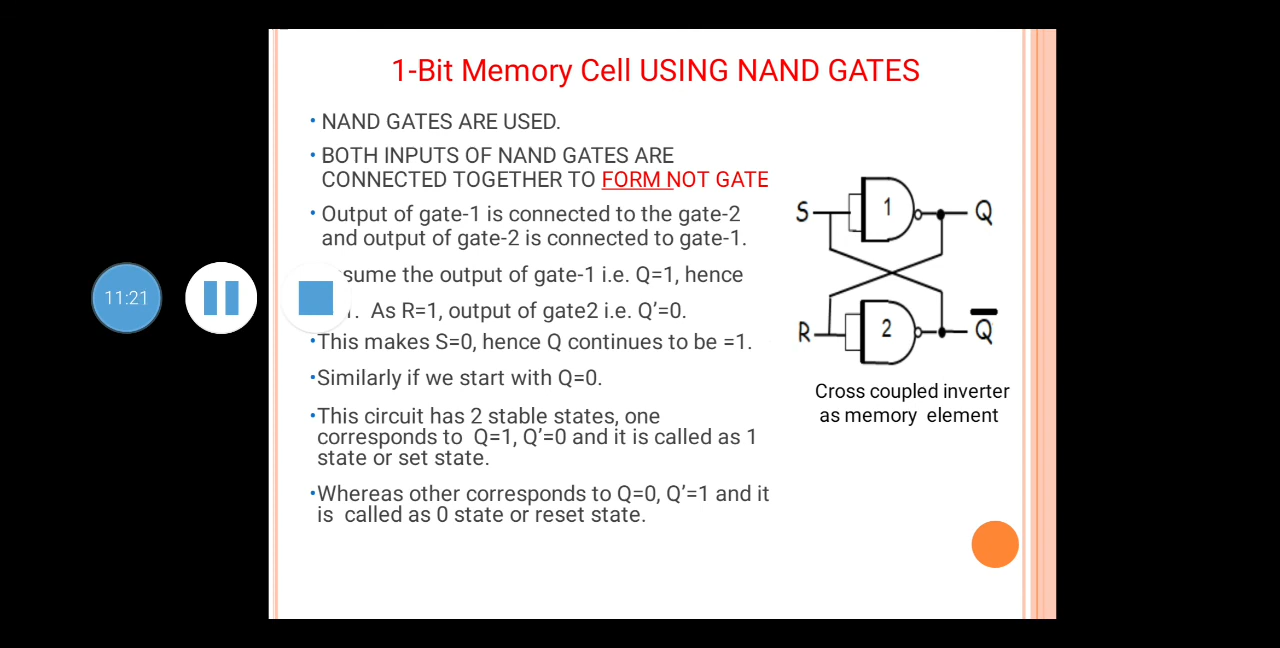 1-Bit Memory Cell USING NAND GATES
• NAND GATES ARE USED.
• BOTH INPUTS OF NAND GATES ARE
CONNECTED TOGETHER TO FORM NOT GATE
• Output of gate-1 is connected to the gate-2
and output of gate-2 is connected to gate-1.
sume the output of gate-1 i.e. Q=1, hence
. As R=1, output of gate2 i.e. Q’=0.
•This makes S=0, hence Q continues to be =1.
•Similarly if we start with Q=0.
•This circuit has 2 stable states, one
corresponds to Q=1, Q’=0 and it is called as 1
state or set state.
•Whereas other corresponds to Q=0, Q’=1 and it
is called as 0 state or reset state.
11:21
S 1 Q
R 2 Q̅
Cross coupled inverter
as memory element